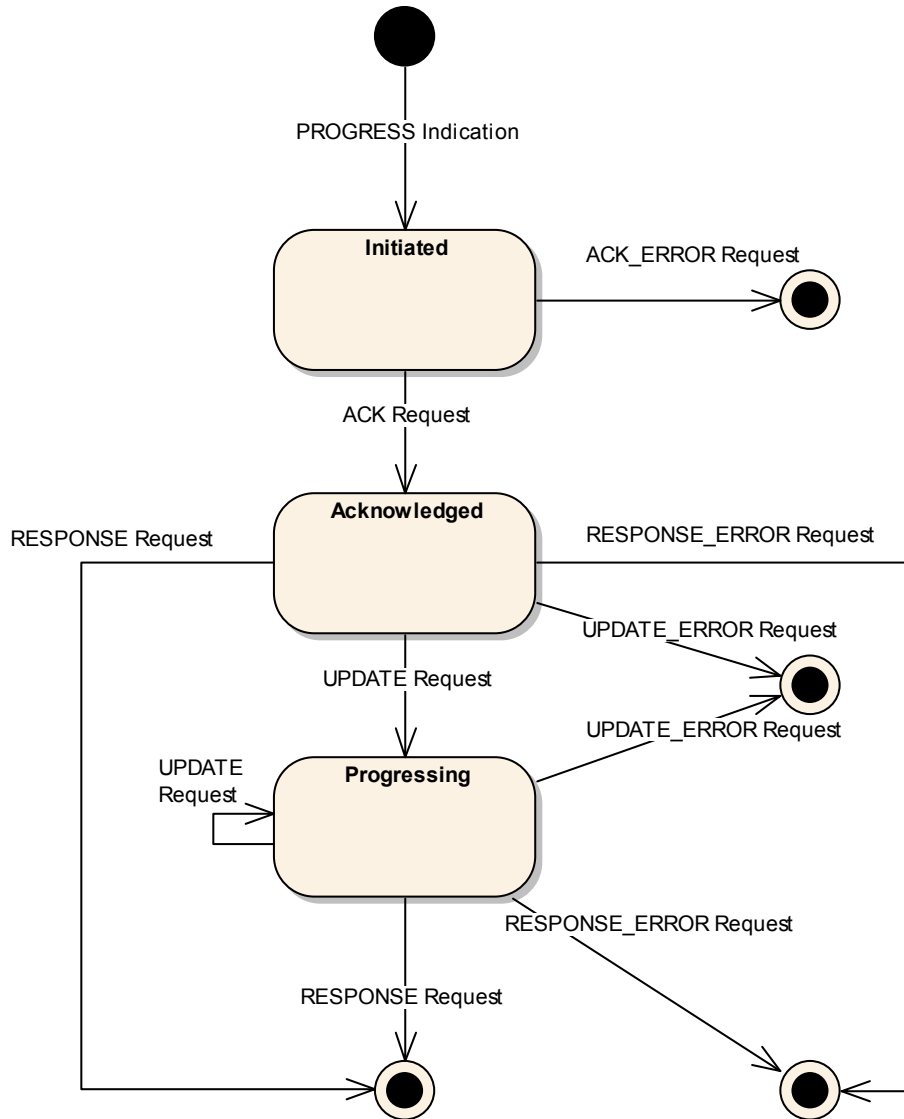 PROGRESS Indication
Initiated
ACK_ERROR Request
ACK Request
Acknowledged
RESPONSE Request
RESPONSE_ERROR Request
UPDATE_ERROR Request
UPDATE Request
UPDATE_ERROR Request
Progressing
UPDATE
Request
RESPONSE_ERROR Request
RESPONSE Request